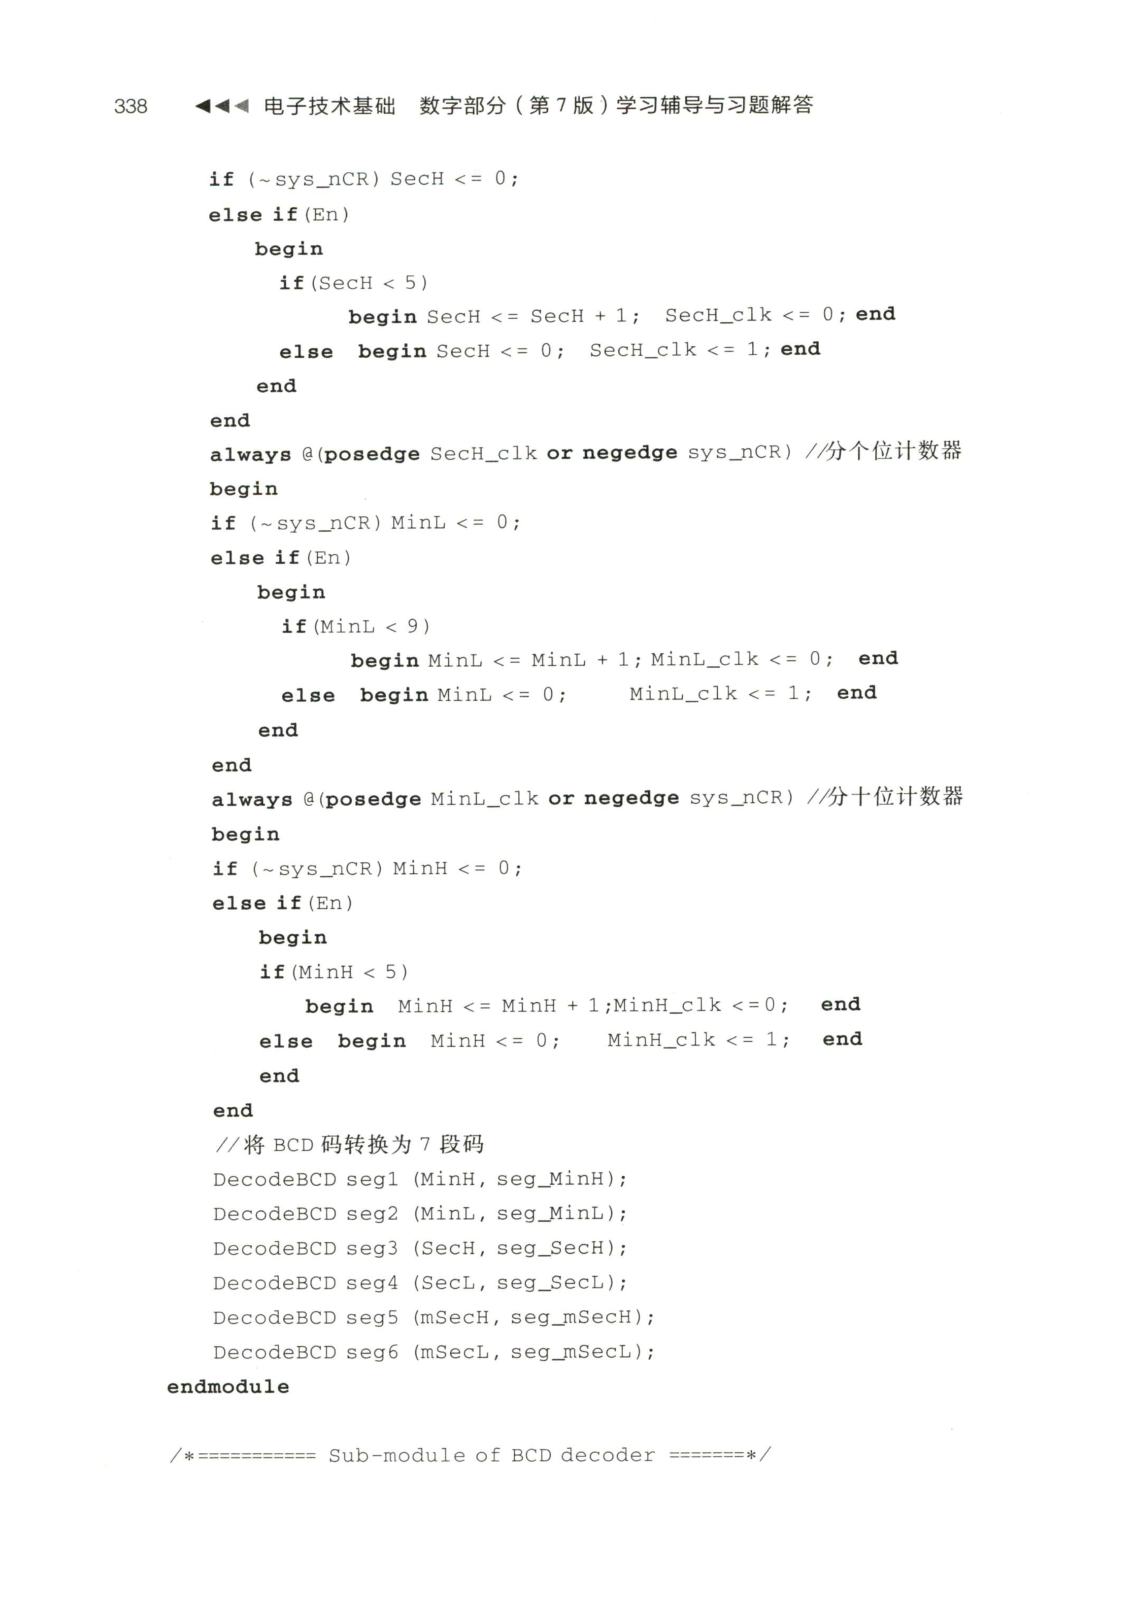 338 ◀◀◀ 电子技术基础 数字部分（第7版）学习辅导与习题解答
if (~sys_nCR) SecH <= 0;
else if(En)
begin
if(SecH < 5)
begin SecH <= SecH + 1; SecH_clk <= 0; end
else begin SecH <= 0; SecH_clk <= 1; end
end
end
always @(posedge SecH_clk or negedge sys_nCR) //分个位计数器
begin
if (~sys_nCR) MinL <= 0;
else if(En)
begin
if(MinL < 9)
begin MinL <= MinL + 1; MinL_clk <= 0; end
else begin MinL <= 0; MinL_clk <= 1; end
end
end
always @(posedge MinL_clk or negedge sys_nCR) //分十位计数器
begin
if (~sys_nCR) MinH <= 0;
else if(En)
begin
if(MinH < 5)
begin MinH <= MinH + 1;MinH_clk <=0; end
else begin MinH <= 0; MinH_clk <= 1; end
end
end
//将 BCD 码转换为 7 段码
DecodeBCD seg1 (MinH, seg_MinH);
DecodeBCD seg2 (MinL, seg_MinL);
DecodeBCD seg3 (SecH, seg_SecH);
DecodeBCD seg4 (SecL, seg_SecL);
DecodeBCD seg5 (mSecH, seg_mSecH);
DecodeBCD seg6 (mSecL, seg_mSecL);
endmodule
/*=========== Sub-module of BCD decoder =======*/